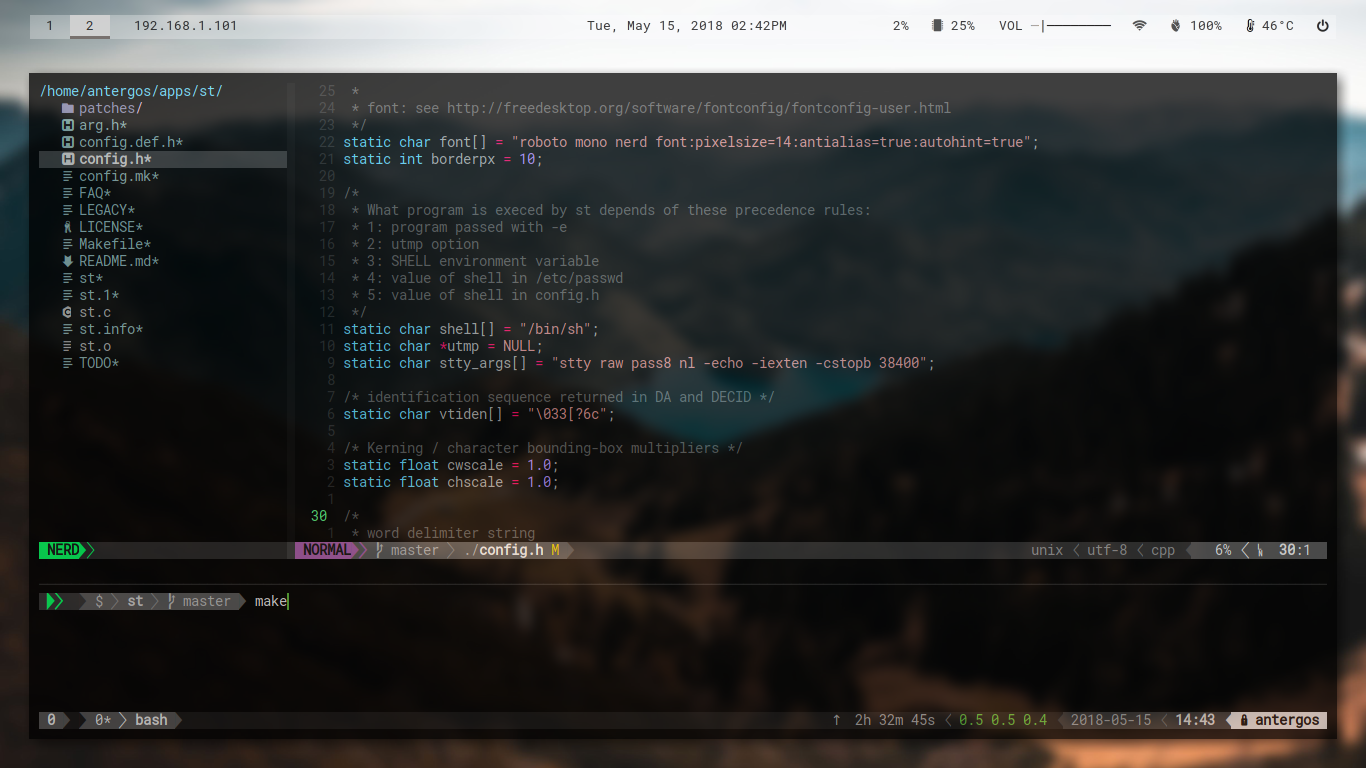 1 2 192.168.1.101 Tue, May 15, 2018 02:42PM 2% 25% VOL 100% 46°C
/home/antergos/apps/st/
patches/
arg.h*
config.def.h*
config.h*
config.mk*
FAQ*
LEGACY*
LICENSE*
Makefile*
README.md*
st*
st.1*
st.c
st.info*
st.o
TODO*
25 *
24 * font: see http://freedesktop.org/software/fontconfig/fontconfig-user.html
23 */
22 static char font[] = "roboto mono nerd font:pixelsize=14:antialias=true:autohint=true";
21 static int borderpx = 10;
20
19 /*
18 * What program is execed by st depends of these precedence rules:
17 * 1: program passed with -e
16 * 2: utmp option
15 * 3: SHELL environment variable
14 * 4: value of shell in /etc/passwd
13 * 5: value of shell in config.h
12 */
11 static char shell[] = "/bin/sh";
10 static char *utmp = NULL;
9 static char stty_args[] = "stty raw pass8 nl -echo -iexten -cstopb 38400";
8
7 /* identification sequence returned in DA and DECID */
6 static char vtiden[] = "\033[?6c";
5
4 /* Kerning / character bounding-box multipliers */
3 static float cwscale = 1.0;
2 static float chscale = 1.0;
1
30 /*
1 * word delimiter string
NERD NORMAL master ./config.h M unix utf-8 cpp 6% 30:1
$ st master make
0 0* bash ↑ 2h 32m 45s 0.5 0.5 0.4 2018-05-15 14:43 antergos